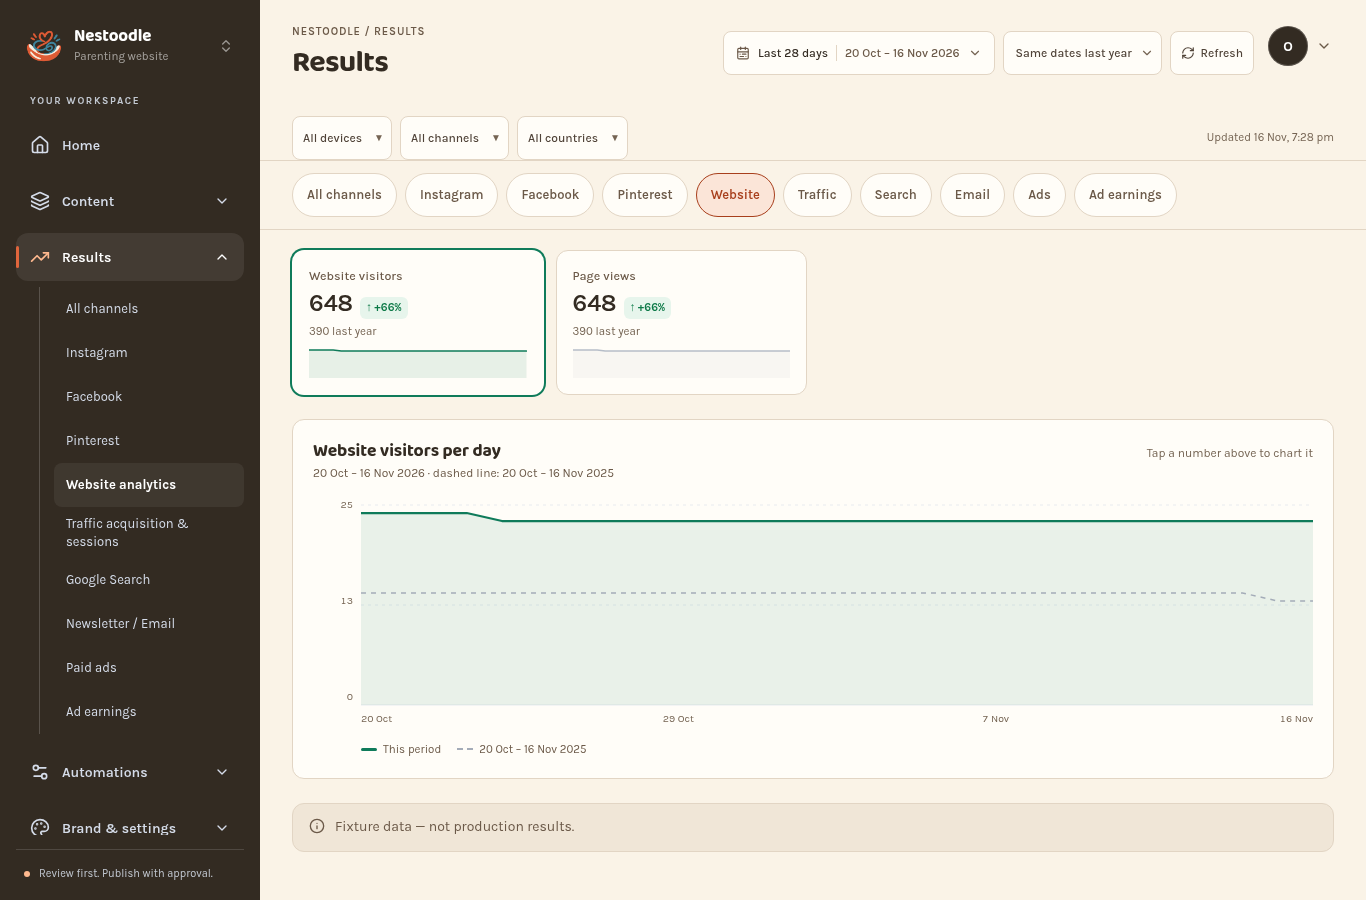 Nestoodle
Parenting website
YOUR WORKSPACE
Home
Content
Results
All channels
Instagram
Facebook
Pinterest
Website analytics
Traffic acquisition &
sessions
Google Search
Newsletter / Email
Paid ads
Ad earnings
Automations
Brand & settings
Review first. Publish with approval.
NESTOODLE / RESULTS
Results
Last 28 days 20 Oct – 16 Nov 2026
Same dates last year
Refresh
O
All devices
All channels
All countries
Updated 16 Nov, 7:28 pm
All channels
Instagram
Facebook
Pinterest
Website
Traffic
Search
Email
Ads
Ad earnings
Website visitors
648 ↑ +66%
390 last year
Page views
648 ↑ +66%
390 last year
Website visitors per day
20 Oct – 16 Nov 2026 · dashed line: 20 Oct – 16 Nov 2025
Tap a number above to chart it
25
13
0
20 Oct
29 Oct
7 Nov
16 Nov
This period
20 Oct – 16 Nov 2025
Fixture data — not production results.